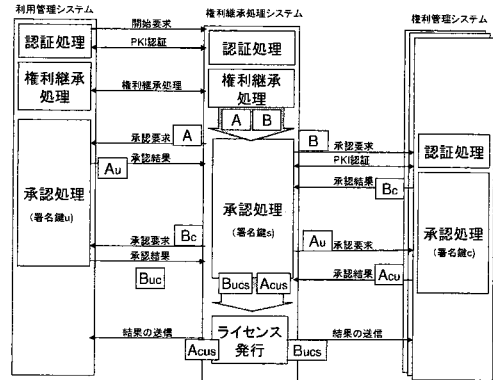 利用管理システム
権利継承処理システム
権利管理システム
開始要求
認証処理
PKI認証
認証処理
権利継承
処理
権利継承処理
権利継承
処理
A B
承認要求 A
B 承認要求
承認処理
(署名鍵u)
Au 承認結果
PKI認証
認証処理
承認結果
Bc
承認処理
(署名鍵s)
承認処理
(署名鍵c)
承認要求 Bc
Au 承認要求
承認結果
Buc
承認結果 Acu
Bucs Acus
結果の送信
ライセンス
発行
結果の送信
Acus
Bucs